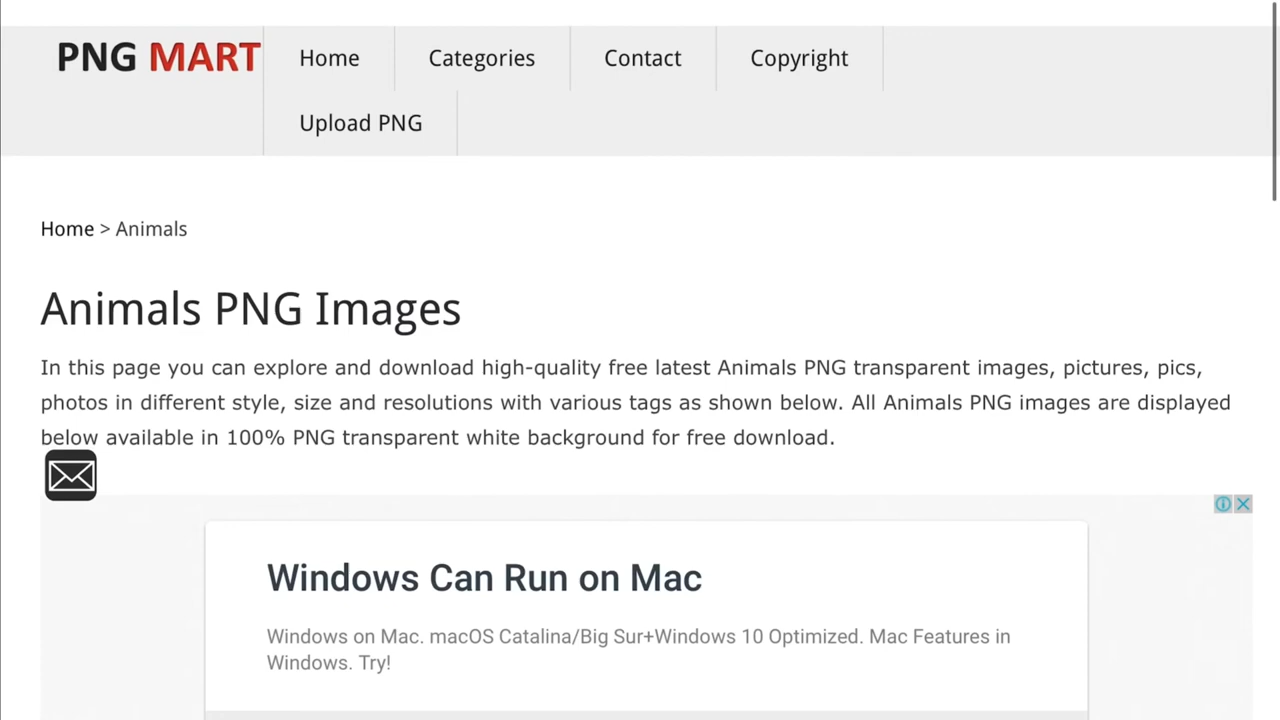 PNG MART
Home
Categories
Contact
Copyright
Upload PNG
Home > Animals
Animals PNG Images
In this page you can explore and download high-quality free latest Animals PNG transparent images, pictures, pics,
photos in different style, size and resolutions with various tags as shown below. All Animals PNG images are displayed
below available in 100% PNG transparent white background for free download.
Windows Can Run on Mac
Windows on Mac. macOS Catalina/Big Sur+Windows 10 Optimized. Mac Features in
Windows. Try!